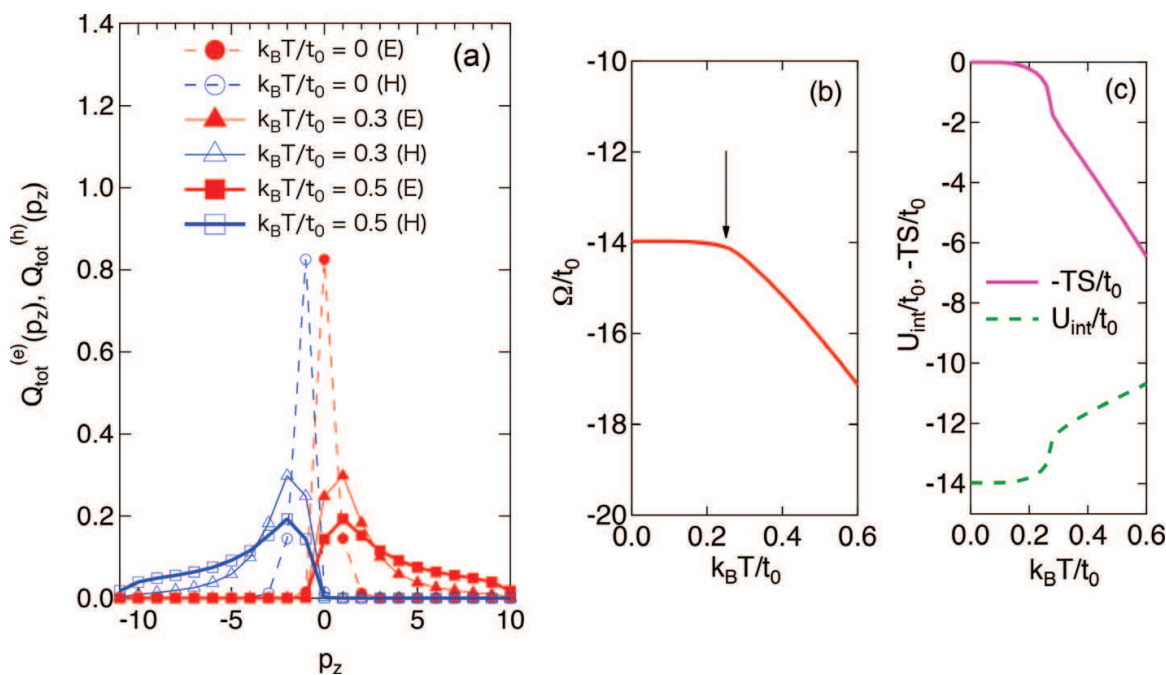 1.4
1.2
1.0
0.8
0.6
0.4
0.2
0.0
-10
-5
0
5
10
p_z
Q_tot^(e)(p_z), Q_tot^(h)(p_z)
k_BT/t_0 = 0 (E)
k_BT/t_0 = 0 (H)
k_BT/t_0 = 0.3 (E)
k_BT/t_0 = 0.3 (H)
k_BT/t_0 = 0.5 (E)
k_BT/t_0 = 0.5 (H)
(a)
-10
-12
-14
-16
-18
-20
0.0
0.2
0.4
0.6
k_BT/t_0
Ω/t_0
(b)
0
-2
-4
-6
-8
-10
-12
-14
0.0
0.2
0.4
0.6
k_BT/t_0
U_int/t_0, -TS/t_0
(c)
-TS/t_0
U_int/t_0